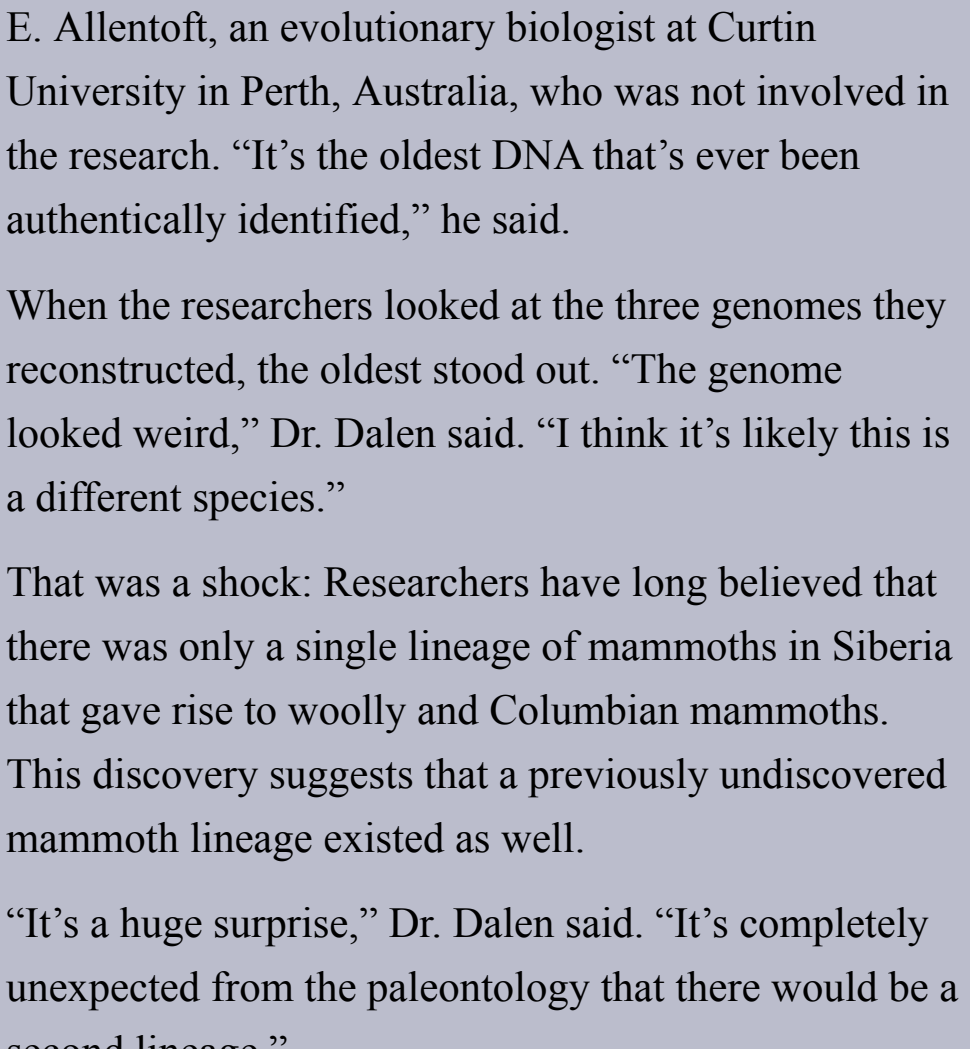 E. Allentoft, an evolutionary biologist at Curtin
University in Perth, Australia, who was not involved in
the research. “It’s the oldest DNA that’s ever been
authentically identified,” he said.
When the researchers looked at the three genomes they
reconstructed, the oldest stood out. “The genome
looked weird,” Dr. Dalen said. “I think it’s likely this is
a different species.”
That was a shock: Researchers have long believed that
there was only a single lineage of mammoths in Siberia
that gave rise to woolly and Columbian mammoths.
This discovery suggests that a previously undiscovered
mammoth lineage existed as well.
“It’s a huge surprise,” Dr. Dalen said. “It’s completely
unexpected from the paleontology that there would be a
second lineage.”